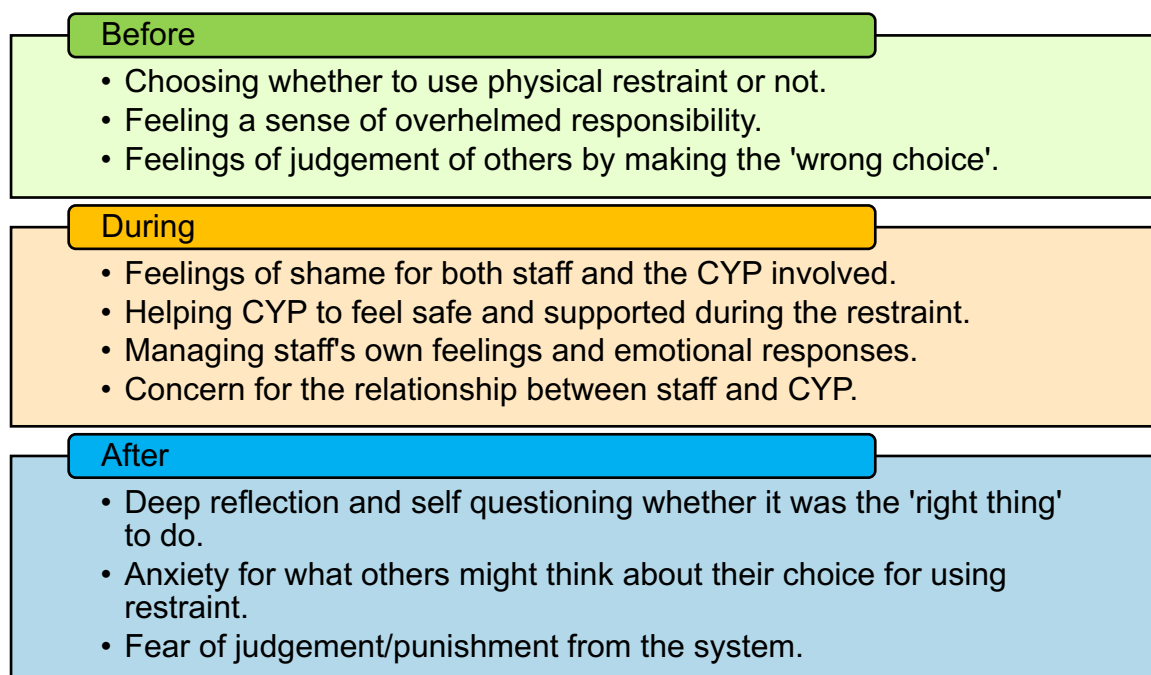 Before
• Choosing whether to use physical restraint or not.
• Feeling a sense of overhelmed responsibility.
• Feelings of judgement of others by making the 'wrong choice'.
During
• Feelings of shame for both staff and the CYP involved.
• Helping CYP to feel safe and supported during the restraint.
• Managing staff's own feelings and emotional responses.
• Concern for the relationship between staff and CYP.
After
• Deep reflection and self questioning whether it was the 'right thing'
to do.
• Anxiety for what others might think about their choice for using
restraint.
• Fear of judgement/punishment from the system.